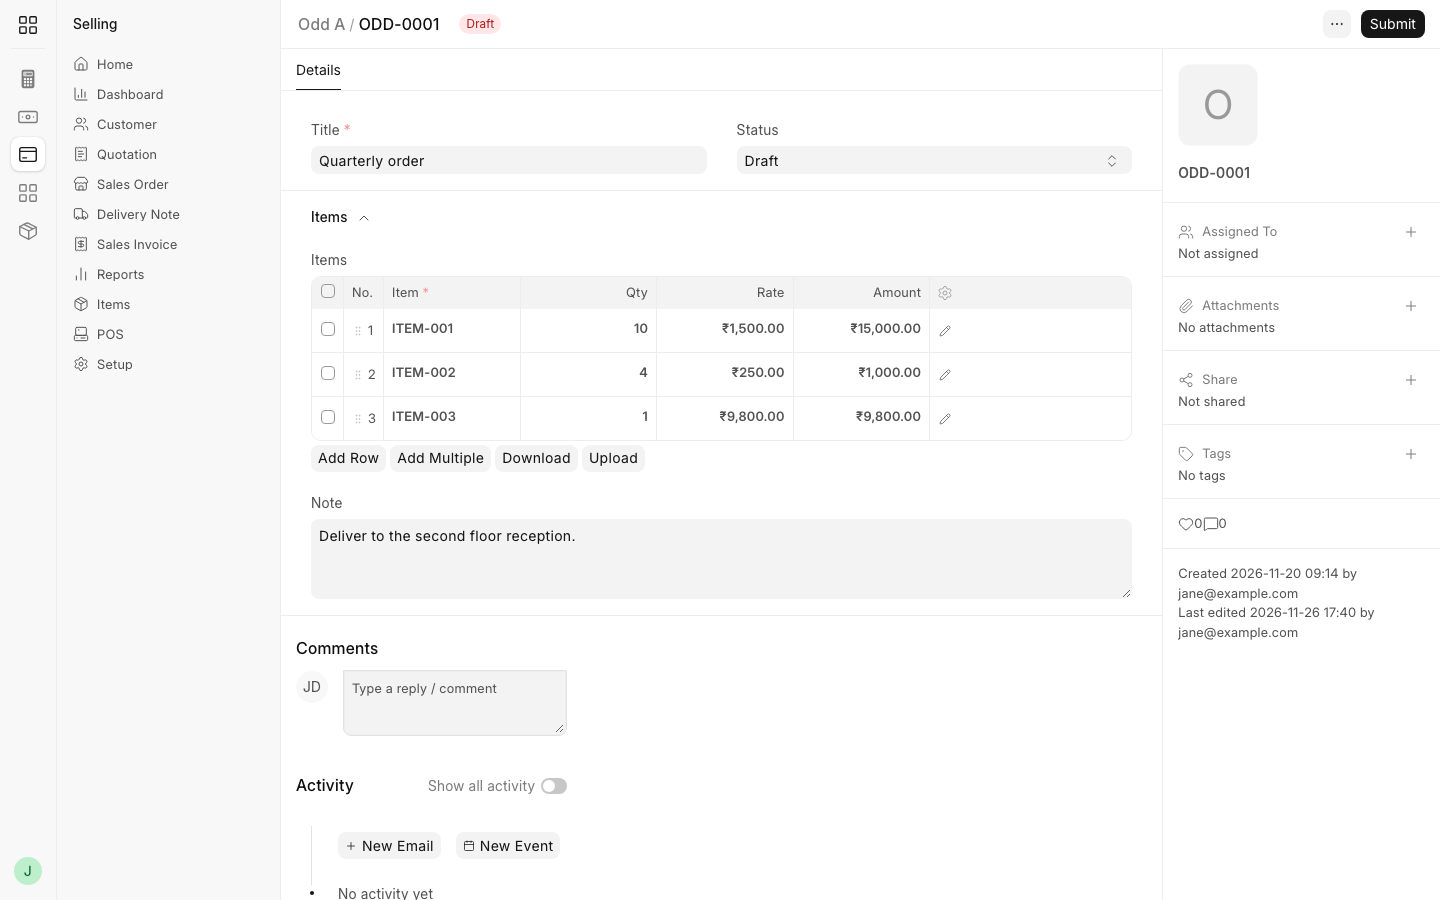 Selling
Home
Dashboard
Customer
Quotation
Sales Order
Delivery Note
Sales Invoice
Reports
Items
POS
Setup
J
Odd A / ODD-0001 Draft
... Submit
Details
Title * Status
Quarterly order Draft
Items
Items
No. Item * Qty Rate Amount
1 ITEM-001 10 ₹1,500.00 ₹15,000.00
2 ITEM-002 4 ₹250.00 ₹1,000.00
3 ITEM-003 1 ₹9,800.00 ₹9,800.00
Add Row Add Multiple Download Upload
Note
Deliver to the second floor reception.
Comments
JD Type a reply / comment
Activity Show all activity
New Email New Event
No activity yet
O
ODD-0001
Assigned To
Not assigned
Attachments
No attachments
Share
Not shared
Tags
No tags
0 0
Created 2026-11-20 09:14 by
jane@example.com
Last edited 2026-11-26 17:40 by
jane@example.com